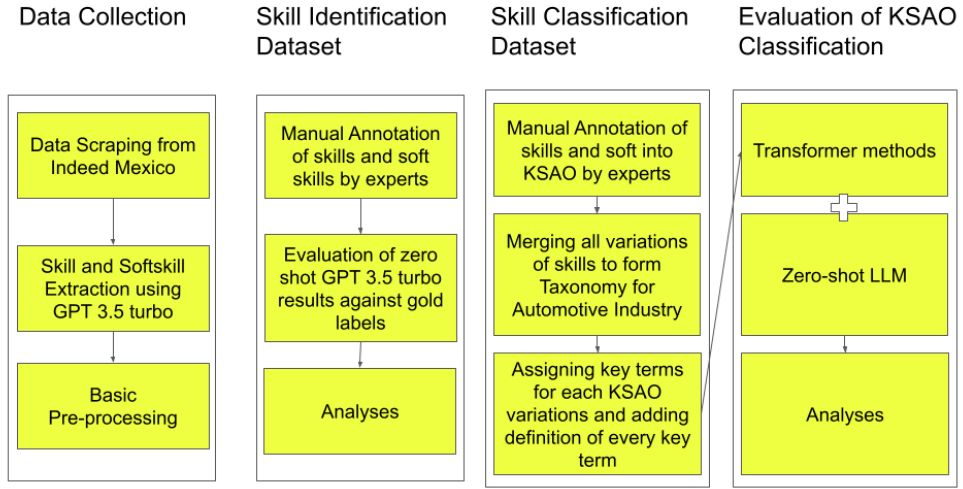 Data Collection
Skill Identification
Dataset
Skill Classification
Dataset
Evaluation of KSAO
Classification
Data Scraping from
Indeed Mexico
Skill and Softskill
Extraction using
GPT 3.5 turbo
Basic
Pre-processing
Manual Annotation
of skills and soft
skills by experts
Evaluation of zero
shot GPT 3.5 turbo
results against gold
labels
Analyses
Manual Annotation of
skills and soft into
KSAO by experts
Merging all variations
of skills to form
Taxonomy for
Automotive Industry
Assigning key terms
for each KSAO
variations and adding
definition of every key
term
Transformer methods
Zero-shot LLM
Analyses